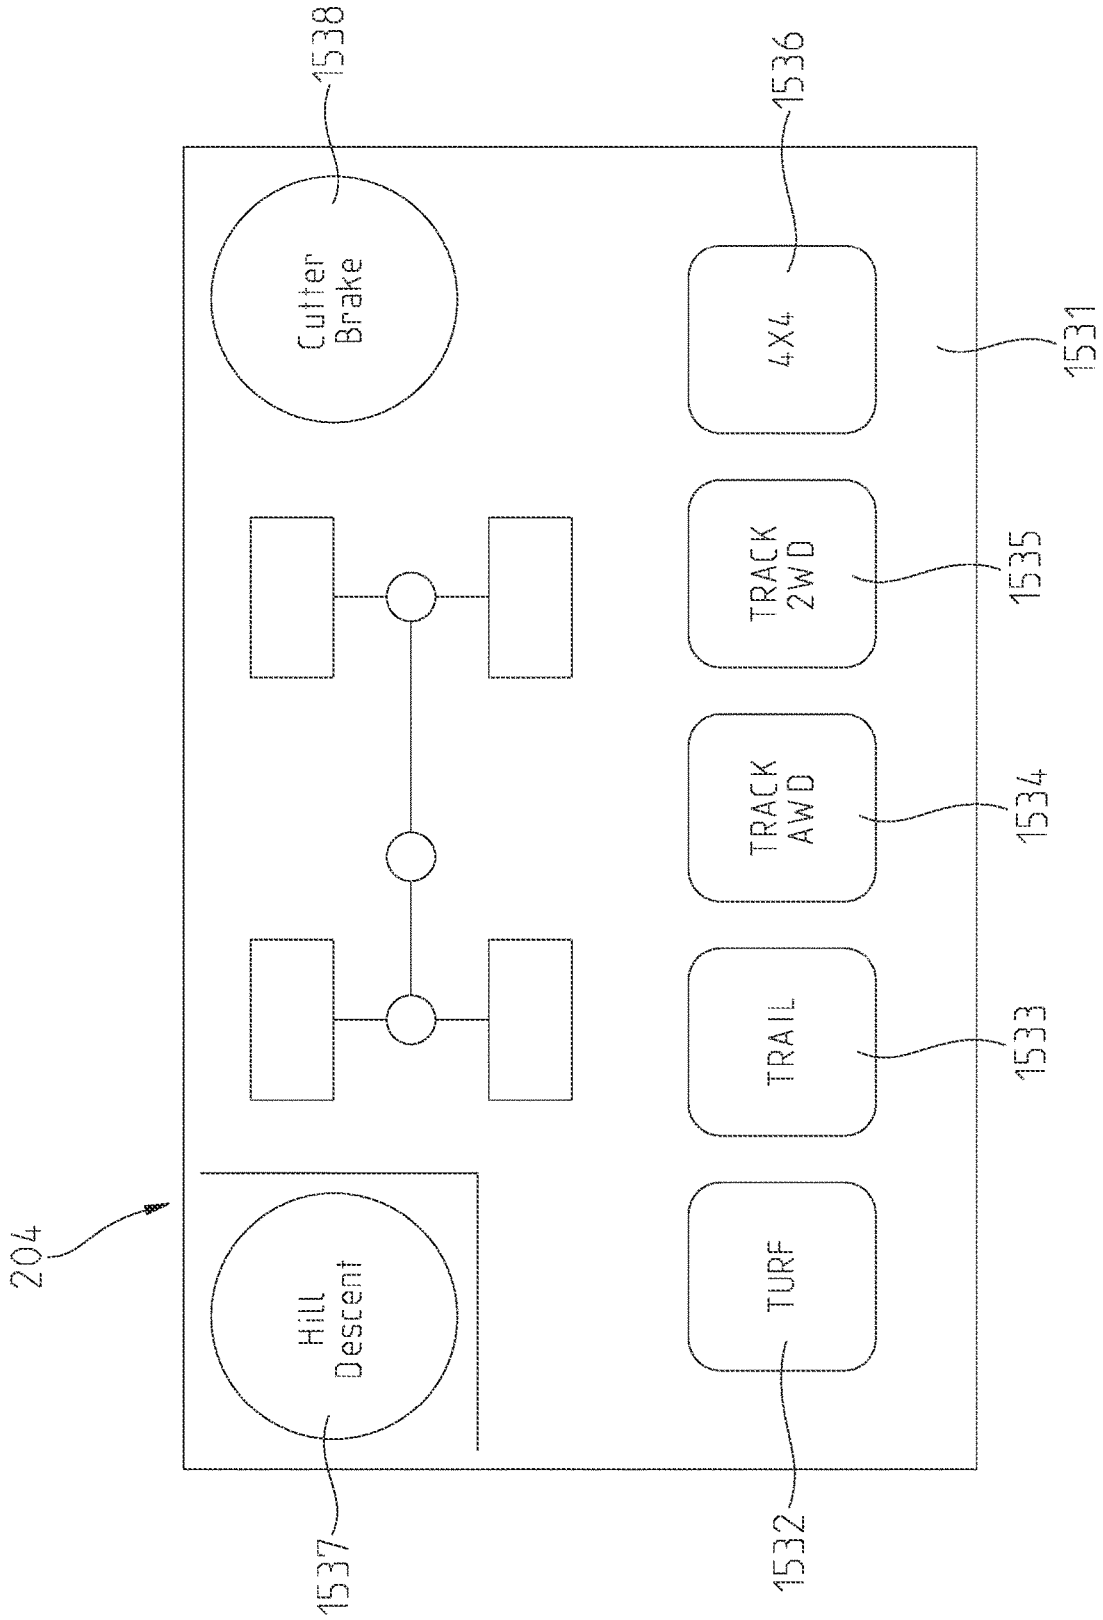 204
1537
Hill
Descent
Cutter
Brake
1538
1532
TURF
TRAIL
TRACK
AWD
TRACK
2WD
4X4
1536
1533
1534
1535
1531